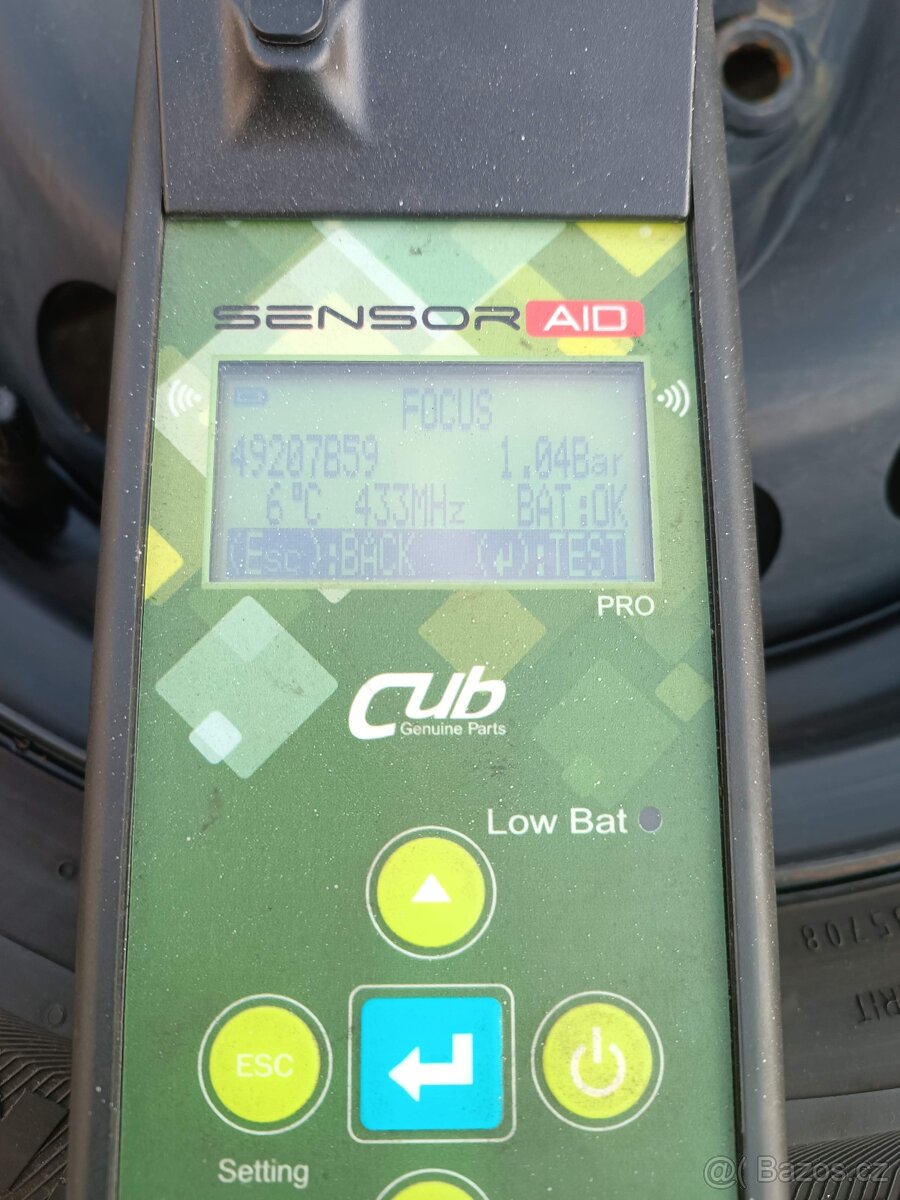 SENSOR AID
FOCUS
49207B59 1.04Bar
6°C 433MHz BAT:OK
(Esc):BACK (↵):TEST
PRO
Cub
Genuine Parts
Low Bat
ESC
Setting
@ Bazos.cz